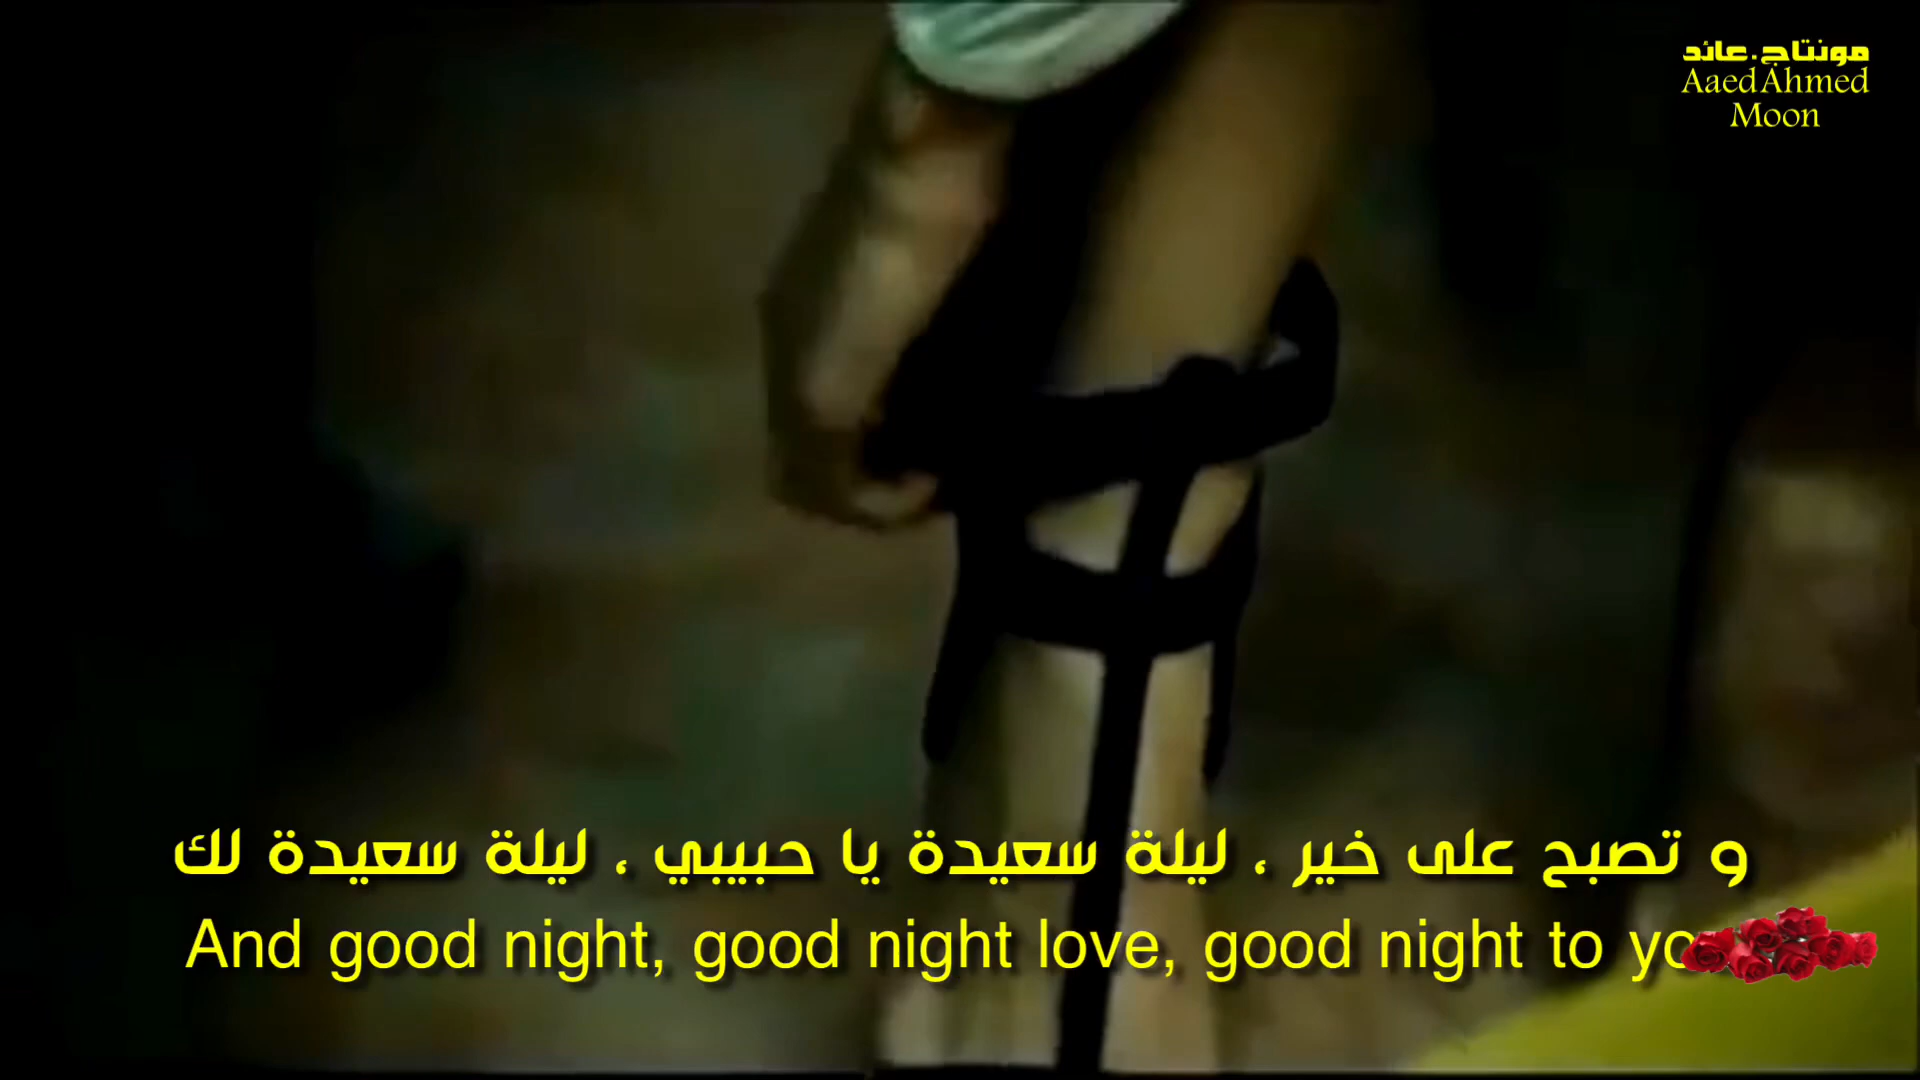 مونتاج.عائد
Aaed Ahmed
Moon
و تصبح على خير ، ليلة سعيدة يا حبيبي ، ليلة سعيدة لك
And good night, good night love, good night to